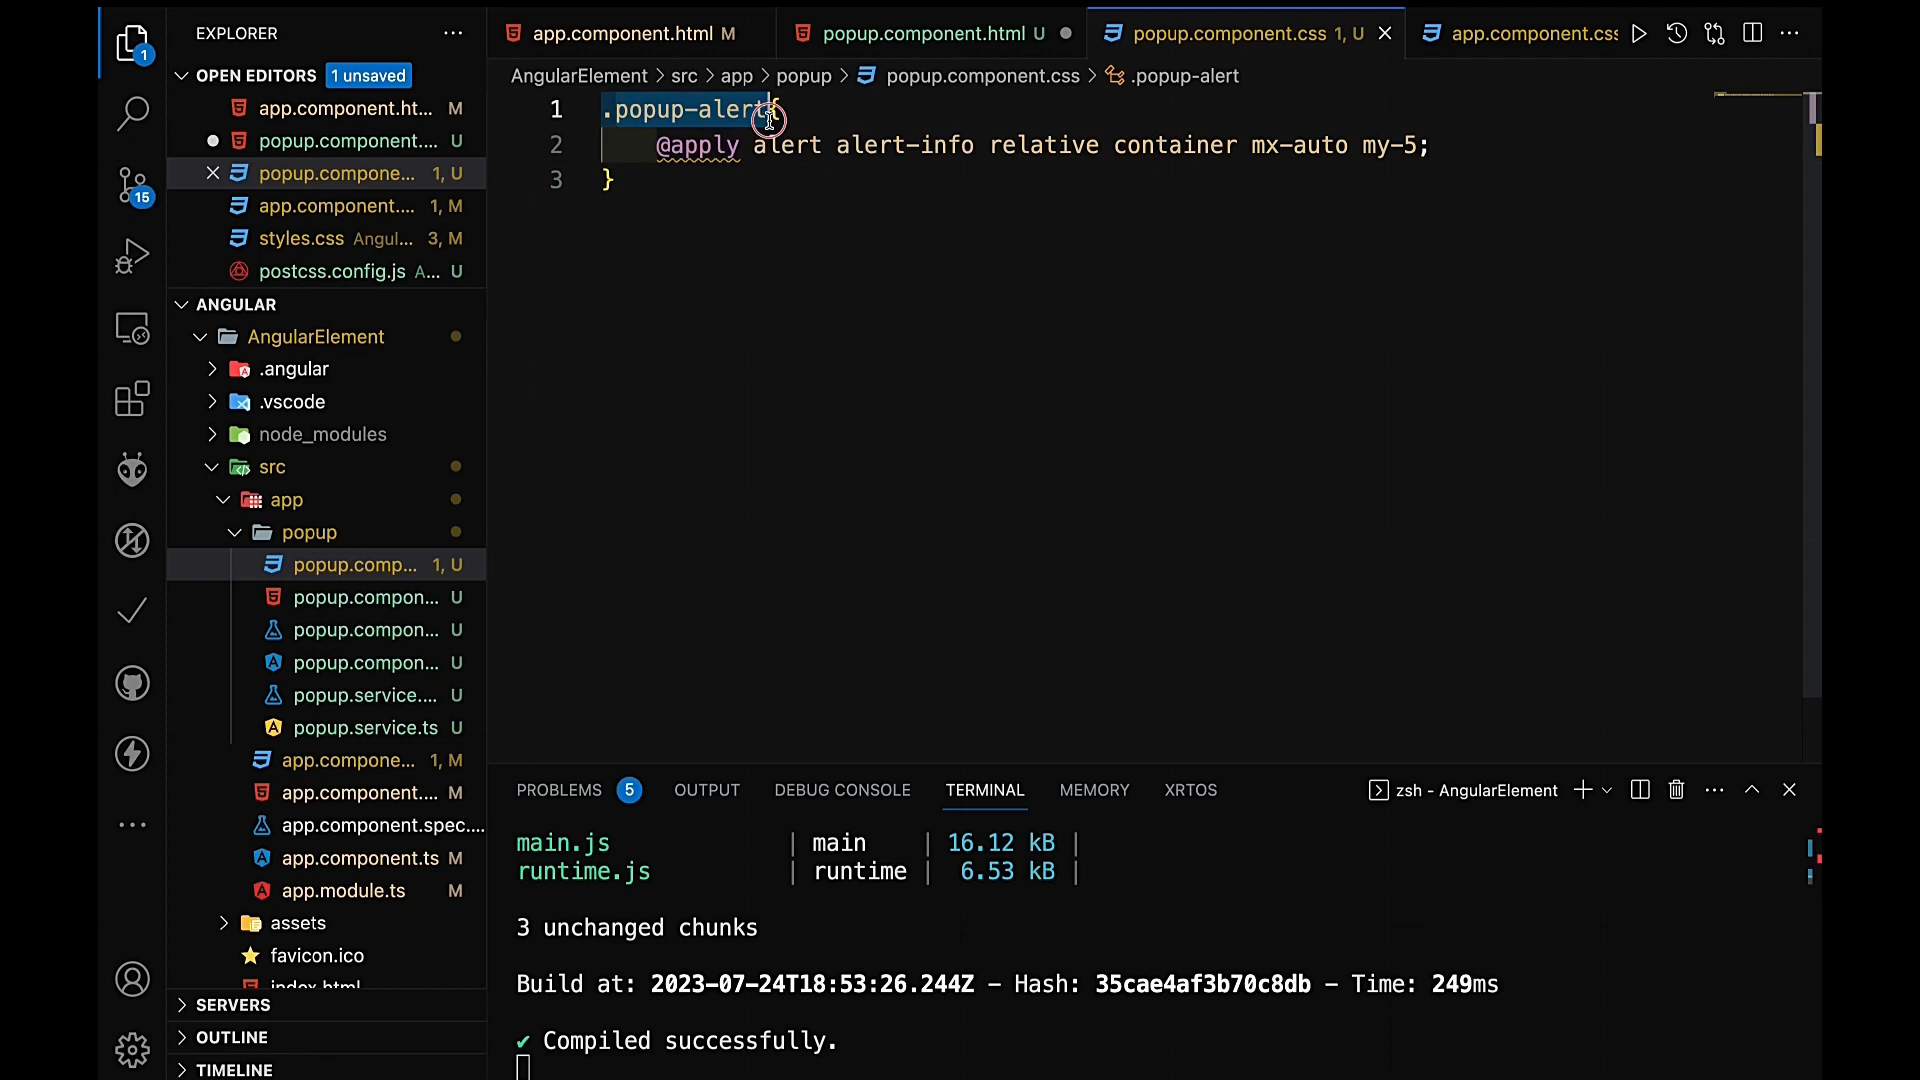 EXPLORER
OPEN EDITORS 1 unsaved
app.component.ht... M
popup.component.... U
popup.compone... 1, U
app.component.... 1, M
styles.css Angul... 3, M
postcss.config.js A... U
ANGULAR
AngularElement
.angular
.vscode
node_modules
src
app
popup
popup.comp... 1, U
popup.compon... U
popup.compon... U
popup.compon... U
popup.service.... U
popup.service.ts U
app.compone... 1, M
app.component.... M
app.component.spec....
app.component.ts M
app.module.ts M
assets
favicon.ico
index.html
SERVERS
OUTLINE
TIMELINE
1
15
app.component.html M
popup.component.html U
popup.component.css 1, U
app.component.css
AngularElement > src > app > popup > popup.component.css > .popup-alert
1 .popup-alert{
2 @apply alert alert-info relative container mx-auto my-5;
3 }
PROBLEMS 5 OUTPUT DEBUG CONSOLE TERMINAL MEMORY XRTOS
zsh - AngularElement
main.js | main | 16.12 kB |
runtime.js | runtime | 6.53 kB |
3 unchanged chunks
Build at: 2023-07-24T18:53:26.244Z - Hash: 35cae4af3b70c8db - Time: 249ms
✔ Compiled successfully.